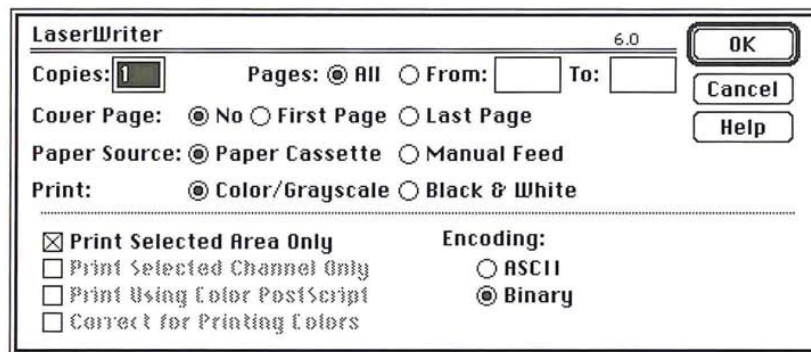 LaserWriter 6.0 OK
Copies: 1 Pages: All From: To:
Cancel
Cover Page: No First Page Last Page
Help
Paper Source: Paper Cassette Manual Feed
Print: Color/Grayscale Black & White
Print Selected Area Only Encoding:
Print Selected Channel Only ASCII
Print Using Color PostScript Binary
Correct for Printing Colors